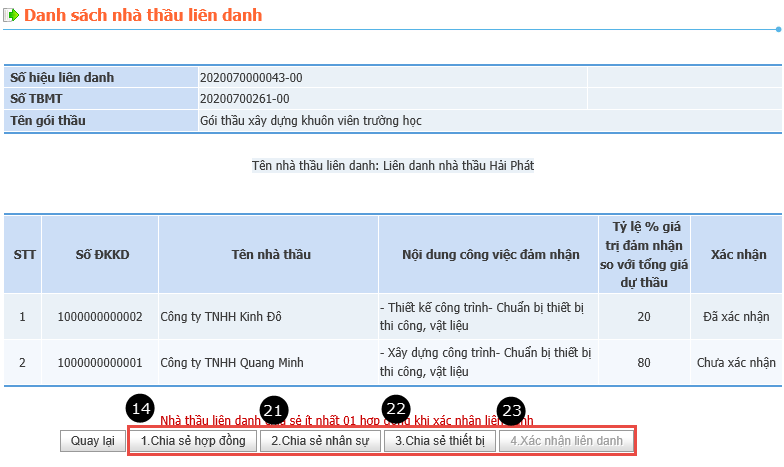 Danh sách nhà thầu liên danh
Số hiệu liên danh 2020070000043-00
Số TBMT 20200700261-00
Tên gói thầu Gói thầu xây dựng khuôn viên trường học
Tên nhà thầu liên danh: Liên danh nhà thầu Hải Phát
STT Số ĐKKD Tên nhà thầu Nội dung công việc đảm nhận Tỷ lệ % giá
trị đảm nhận
so với tổng giá
dự thầu
Xác nhận
1 1000000000002 Công ty TNHH Kinh Đô - Thiết kế công trình- Chuẩn bị thiết bị
thi công, vật liệu
20 Đã xác nhận
2 1000000000001 Công ty TNHH Quang Minh - Xây dựng công trình- Chuẩn bị thiết bị
thi công, vật liệu
80 Chưa xác nhận
14 21 22 23
Nhà thầu liên danh sẻ ít nhất 01 hợp khi xác nhận liên
Quay lại 1.Chia sẻ hợp đồng 2.Chia sẻ nhân sự 3.Chia sẻ thiết bị 4.Xác nhận liên danh